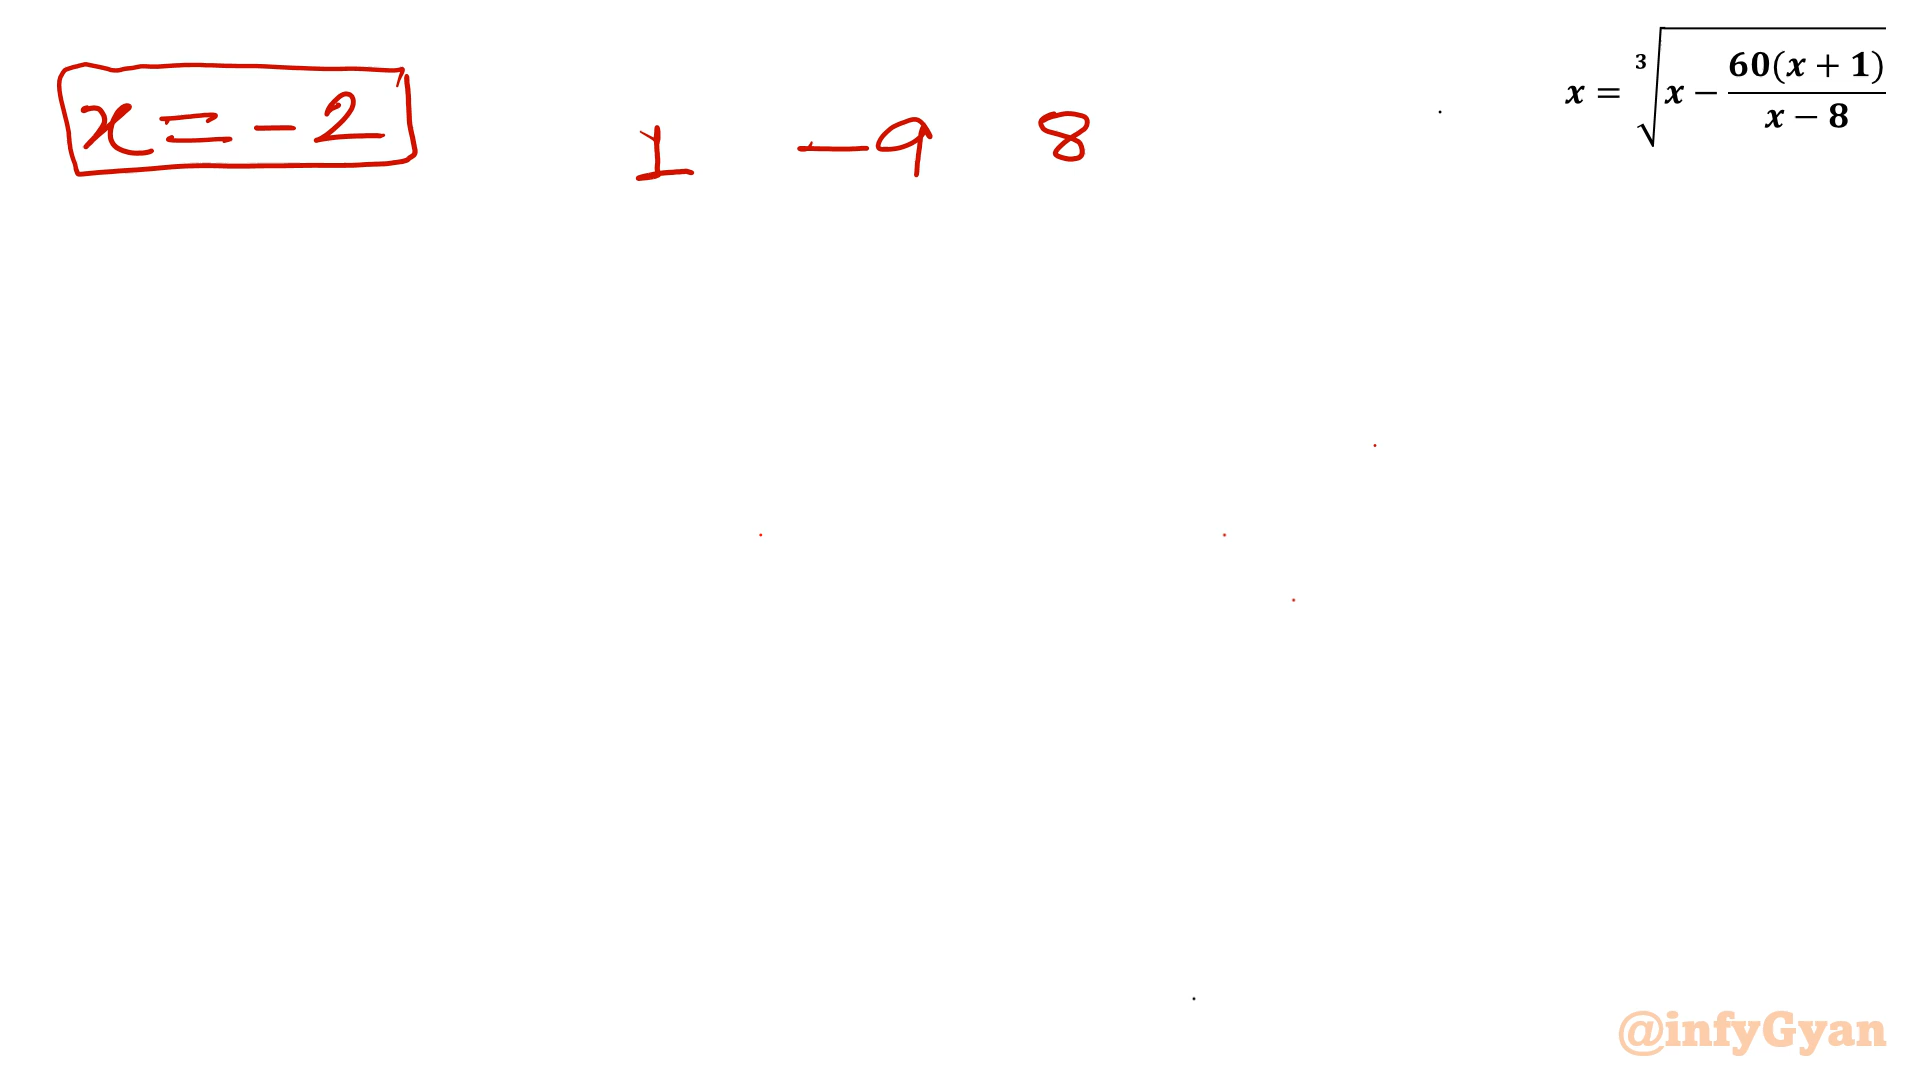 x = ∛(x − 60(x + 1)/(x − 8))
x = -2
1 -9 8
@infyGyan